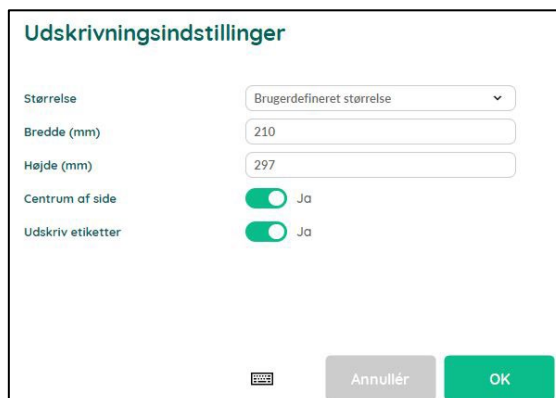 Udskrivningsindstillinger
Størrelse Brugerdefineret størrelse
Bredde (mm) 210
Højde (mm) 297
Centrum af side Ja
Udskriv etiketter Ja
Annullér OK